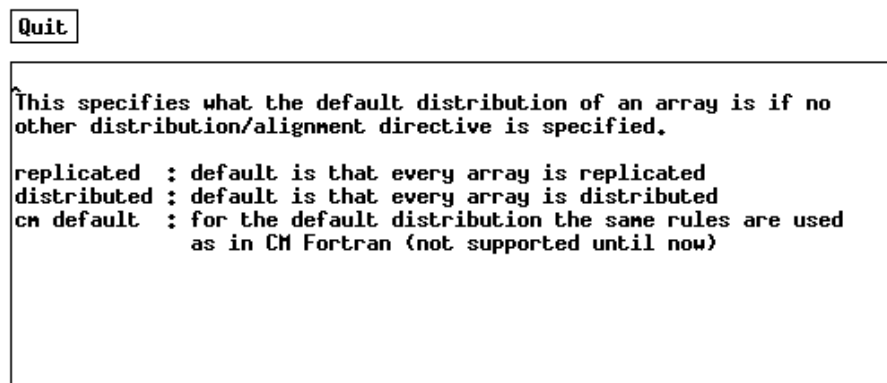 Quit
This specifies what the default distribution of an array is if no
other distribution/alignment directive is specified.
replicated : default is that every array is replicated
distributed : default is that every array is distributed
cm default : for the default distribution the same rules are used
as in CM Fortran (not supported until now)